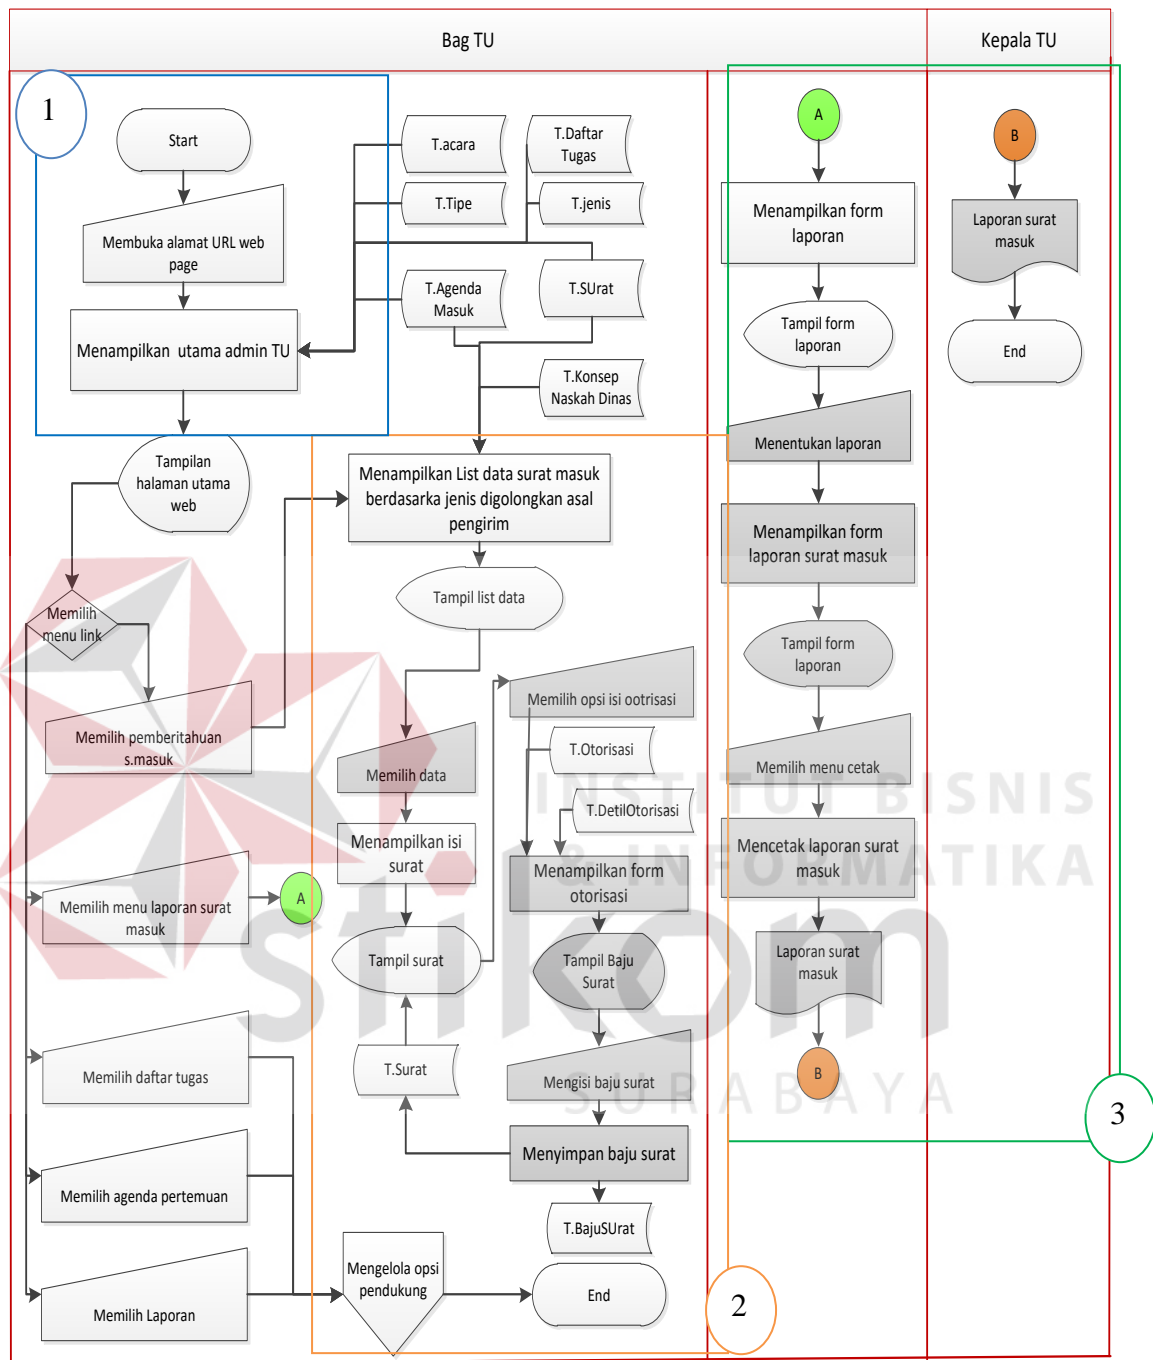 Bag TU
Kepala TU
1
Start
Membuka alamat URL web
page
Menampilkan utama admin TU
Tampilan
halaman utama
web
Memilih
menu link
Memilih pemberitahuan
s.masuk
Memilih menu laporan surat
masuk
A
Memilih daftar tugas
Memilih agenda pertemuan
Memilih Laporan
T.acara
T.Daftar
Tugas
T.Tipe
T.jenis
T.Agenda
Masuk
T.SUrat
T.Konsep
Naskah Dinas
Menampilkan List data surat masuk
berdasarka jenis digolongkan asal
pengirim
Tampil list data
Memilih data
Menampilkan isi
surat
Tampil surat
T.Surat
Memilih opsi isi ootrisasi
T.Otorisasi
T.DetilOtorisasi
Menampilkan form
otorisasi
Tampil Baju
Surat
Mengisi baju surat
Menyimpan baju surat
T.BajuSUrat
Mengelola opsi
pendukung
End
2
A
Menampilkan form
laporan
Tampil form
laporan
Menentukan laporan
Menampilkan form
laporan surat masuk
Tampil form
laporan
Memilih menu cetak
Mencetak laporan surat
masuk
Laporan surat
masuk
B
3
B
Laporan surat
masuk
End
INSTITUT BISNIS
& INFORMATIKA
stikom
SURABAYA